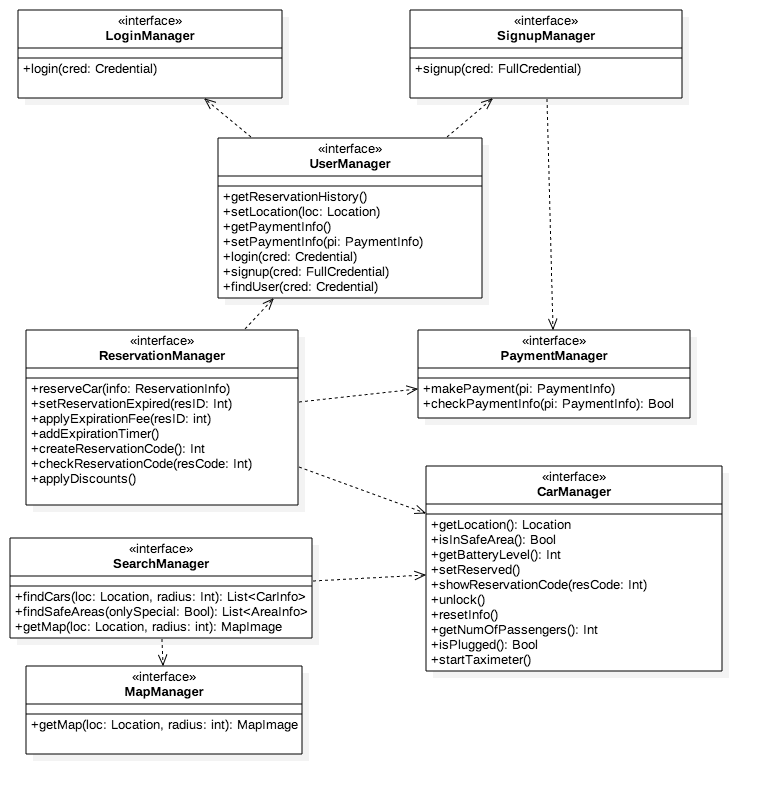 «interface»
LoginManager
+login(cred: Credential)
«interface»
SignupManager
+signup(cred: FullCredential)
«interface»
UserManager
+getReservationHistory()
+setLocation(loc: Location)
+getPaymentInfo()
+setPaymentInfo(pi: PaymentInfo)
+login(cred: Credential)
+signup(cred: FullCredential)
+findUser(cred: Credential)
«interface»
ReservationManager
+reserveCar(info: ReservationInfo)
+setReservationExpired(resID: Int)
+applyExpirationFee(resID: int)
+addExpirationTimer()
+createReservationCode(): Int
+checkReservationCode(resCode: Int)
+applyDiscounts()
«interface»
PaymentManager
+makePayment(pi: PaymentInfo)
+checkPaymentInfo(pi: PaymentInfo): Bool
«interface»
CarManager
+getLocation(): Location
+isInSafeArea(): Bool
+getBatteryLevel(): Int
+setReserved()
+showReservationCode(resCode: Int)
+unlock()
+resetInfo()
+getNumOfPassengers(): Int
+isPlugged(): Bool
+startTaximeter()
«interface»
SearchManager
+findCars(loc: Location, radius: Int): List<CarInfo>
+findSafeAreas(onlySpecial: Bool): List<AreaInfo>
+getMap(loc: Location, radius: int): MapImage
«interface»
MapManager
+getMap(loc: Location, radius: int): MapImage